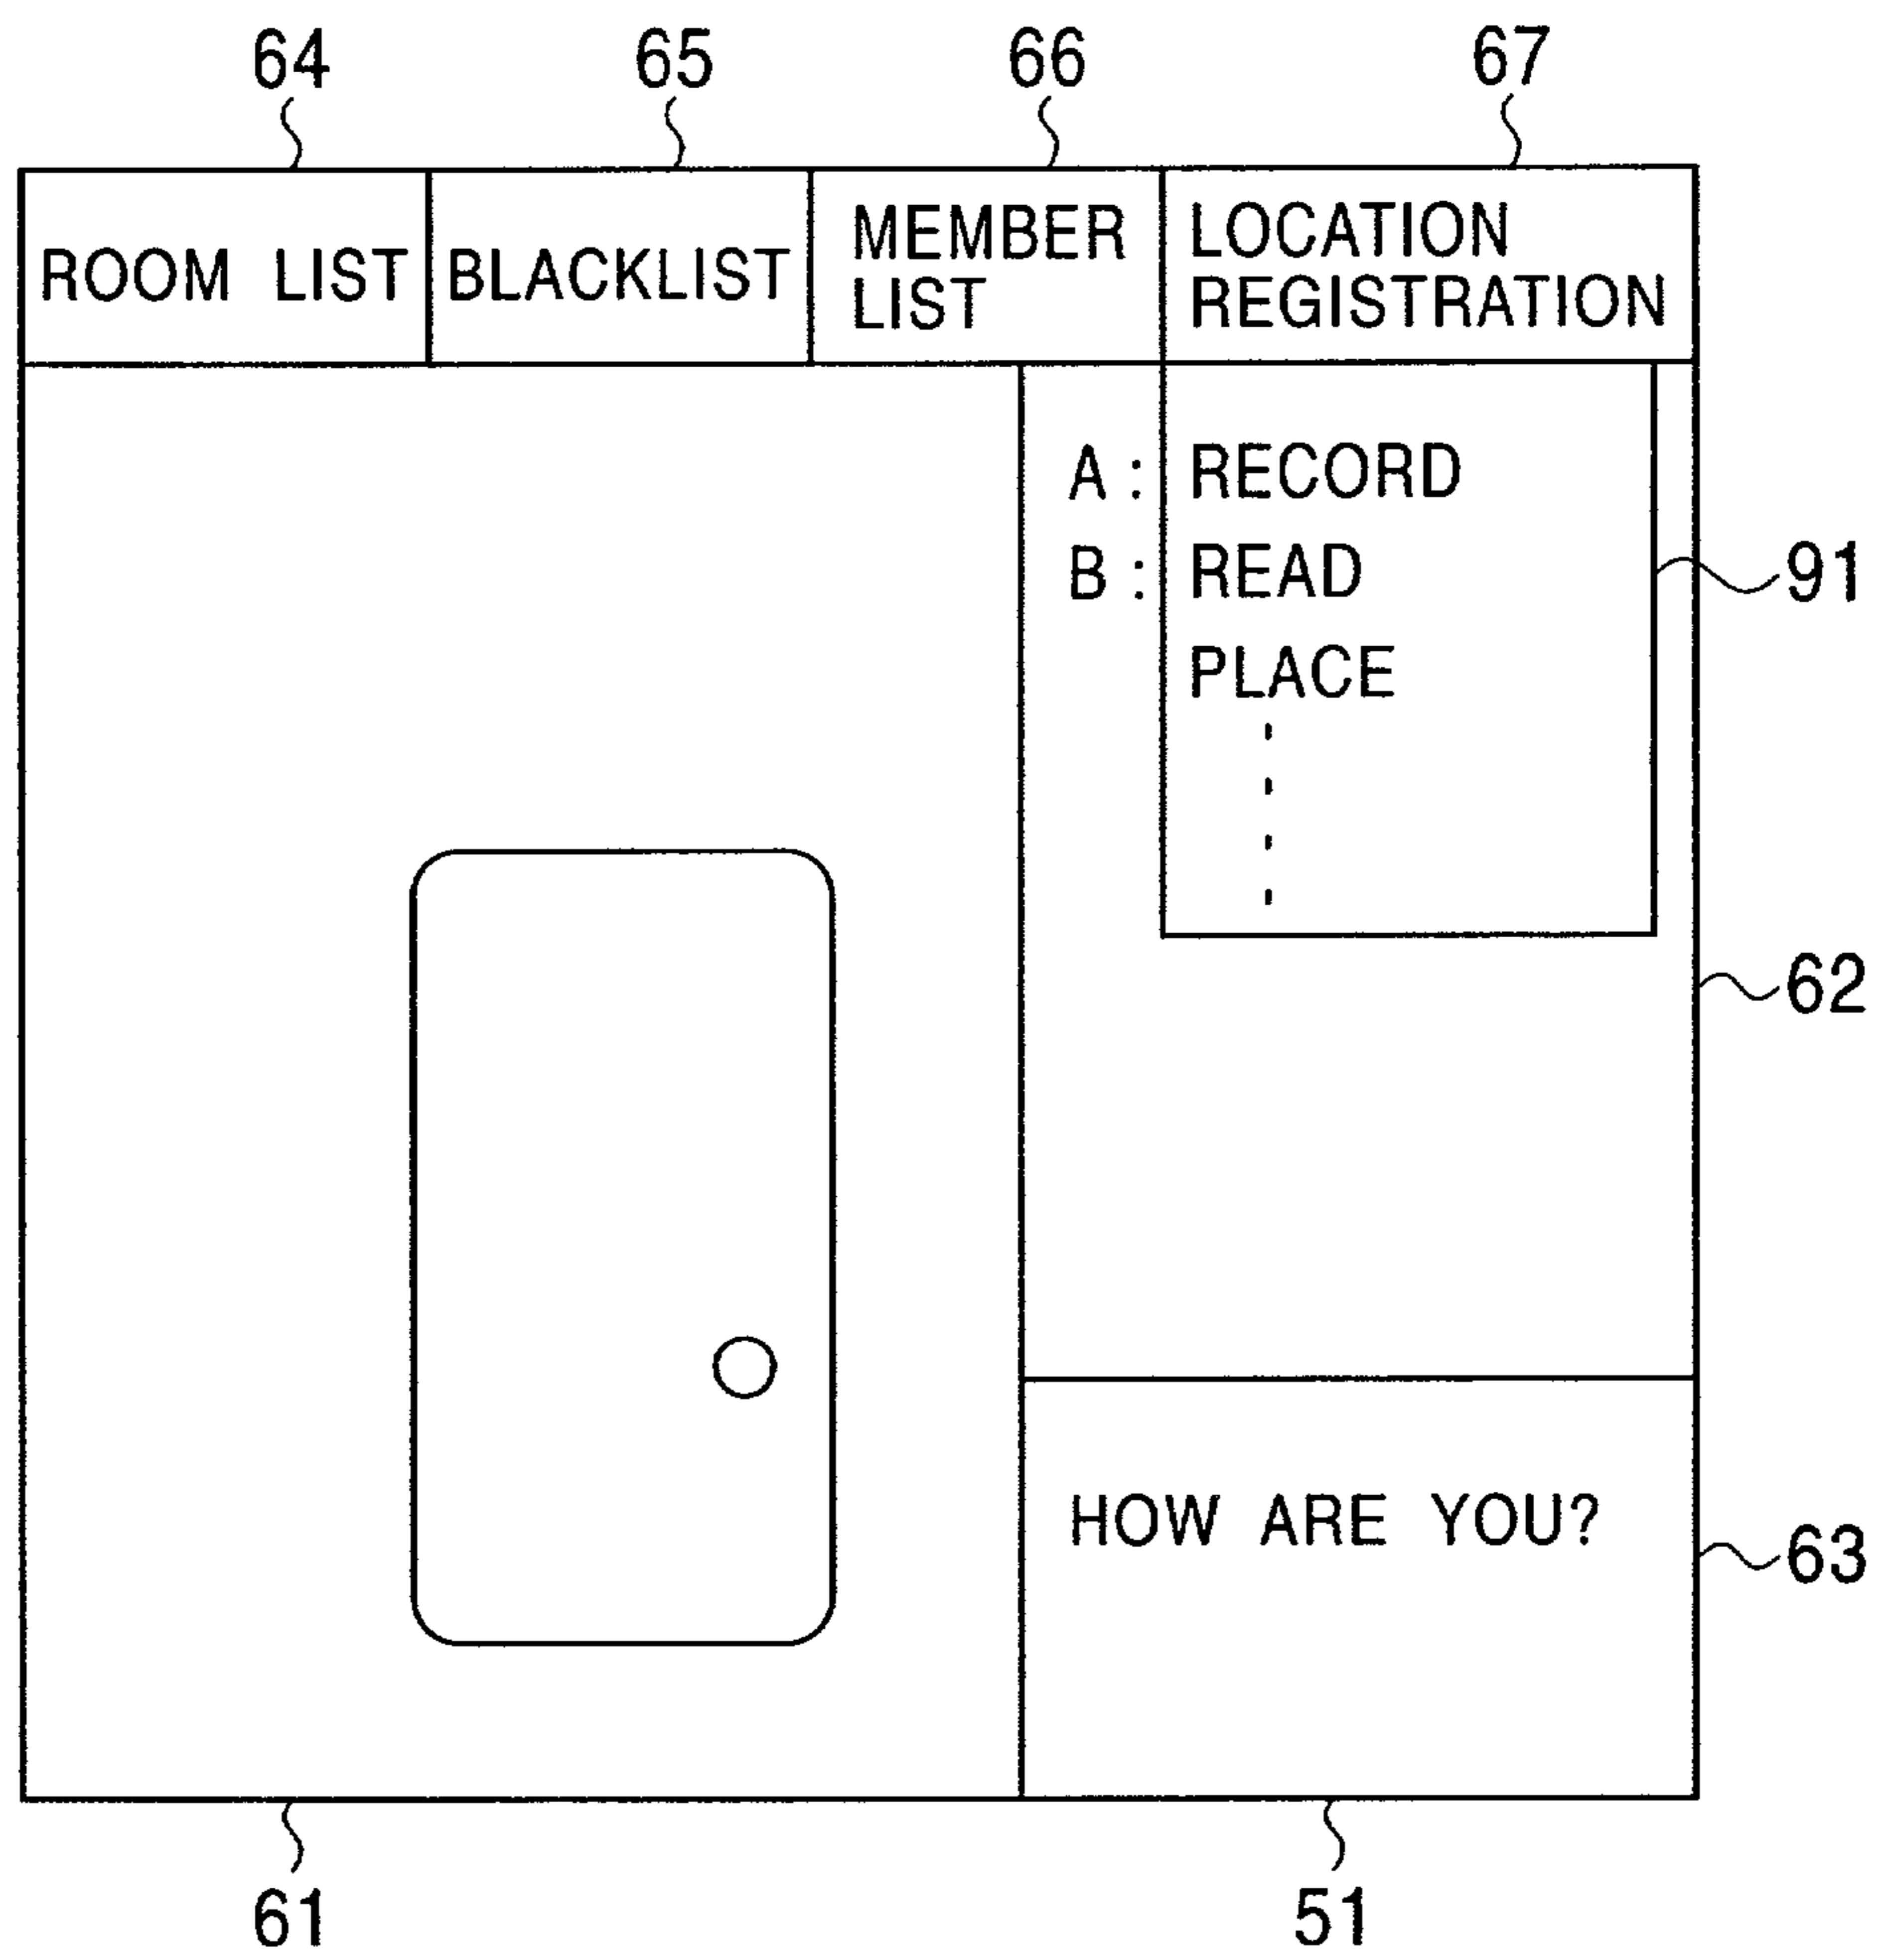 64 65 66 67
ROOM LIST BLACKLIST MEMBER LIST LOCATION REGISTRATION
A : RECORD
B : READ
91
PLACE
62
HOW ARE YOU?
63
61 51